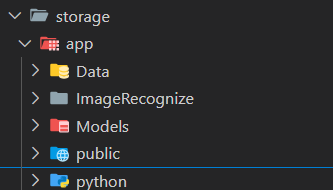 storage
app
Data
ImageRecognize
Models
public
python